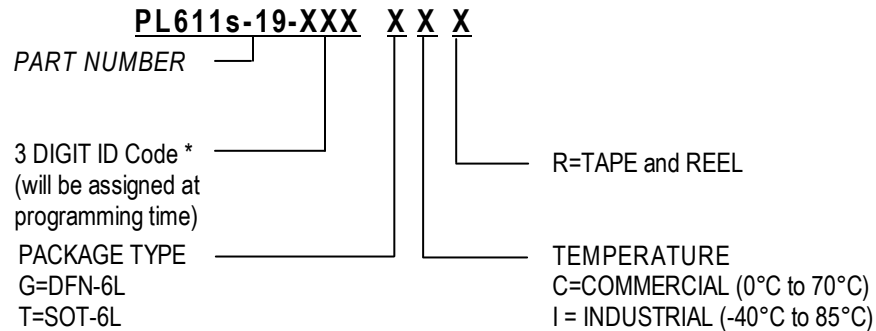 PL611s-19-XXX X X X
PART NUMBER
3 DIGIT ID Code *
(will be assigned at
programming time)
R=TAPE and REEL
PACKAGE TYPE
G=DFN-6L
T=SOT-6L
TEMPERATURE
C=COMMERCIAL (0°C to 70°C)
I = INDUSTRIAL (-40°C to 85°C)